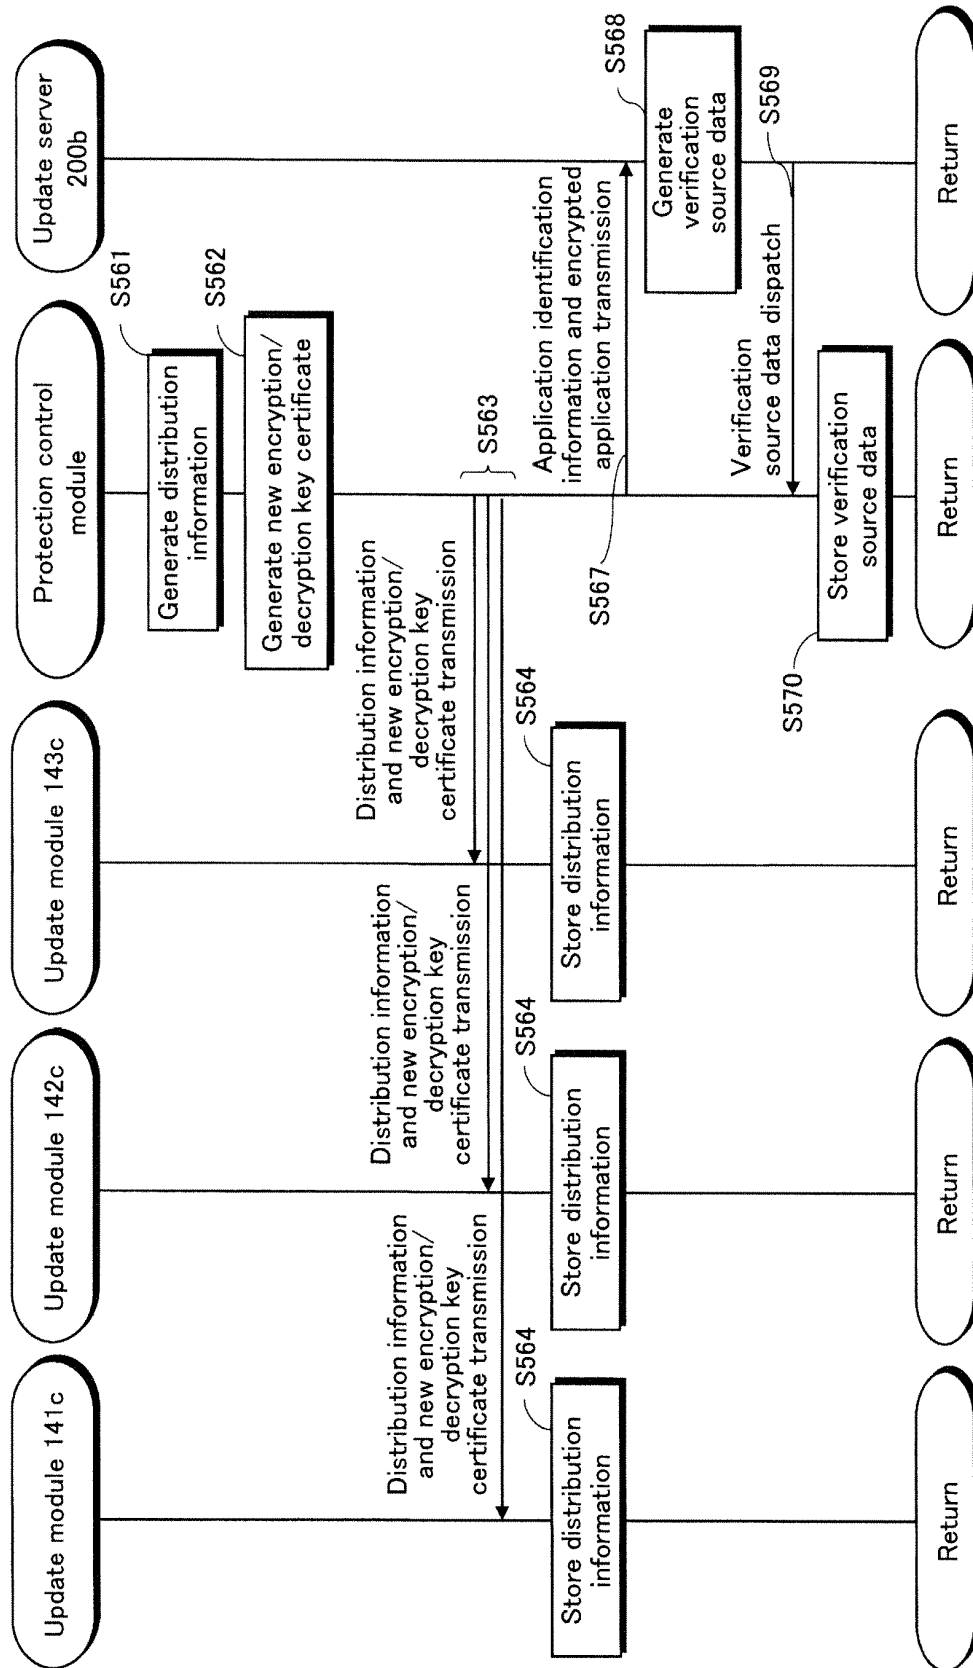 Update module 141c
Update module 142c
Update module 143c
Protection control
module
Update server
200b
S561
Generate distribution
information
S562
Generate new encryption/
decryption key certificate
Distribution information
and new encryption/
decryption key
certificate transmission
Distribution information
and new encryption/
decryption key
certificate transmission
Distribution information
and new encryption/
decryption key
certificate transmission
S563
S564
Store distribution
information
S564
Store distribution
information
S564
Store distribution
information
Application identification
information and encrypted
application transmission
S567
S568
Generate
verification
source data
Verification
source data dispatch
S569
S570
Store verification
source data
Return
Return
Return
Return
Return